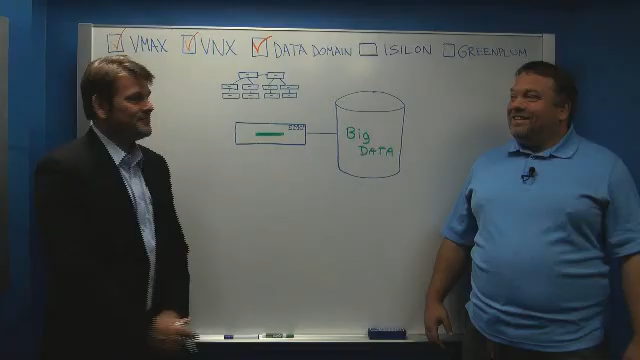 VMAX VNX DATA DOMAIN ISILON GREENPLUM
Big
DATA